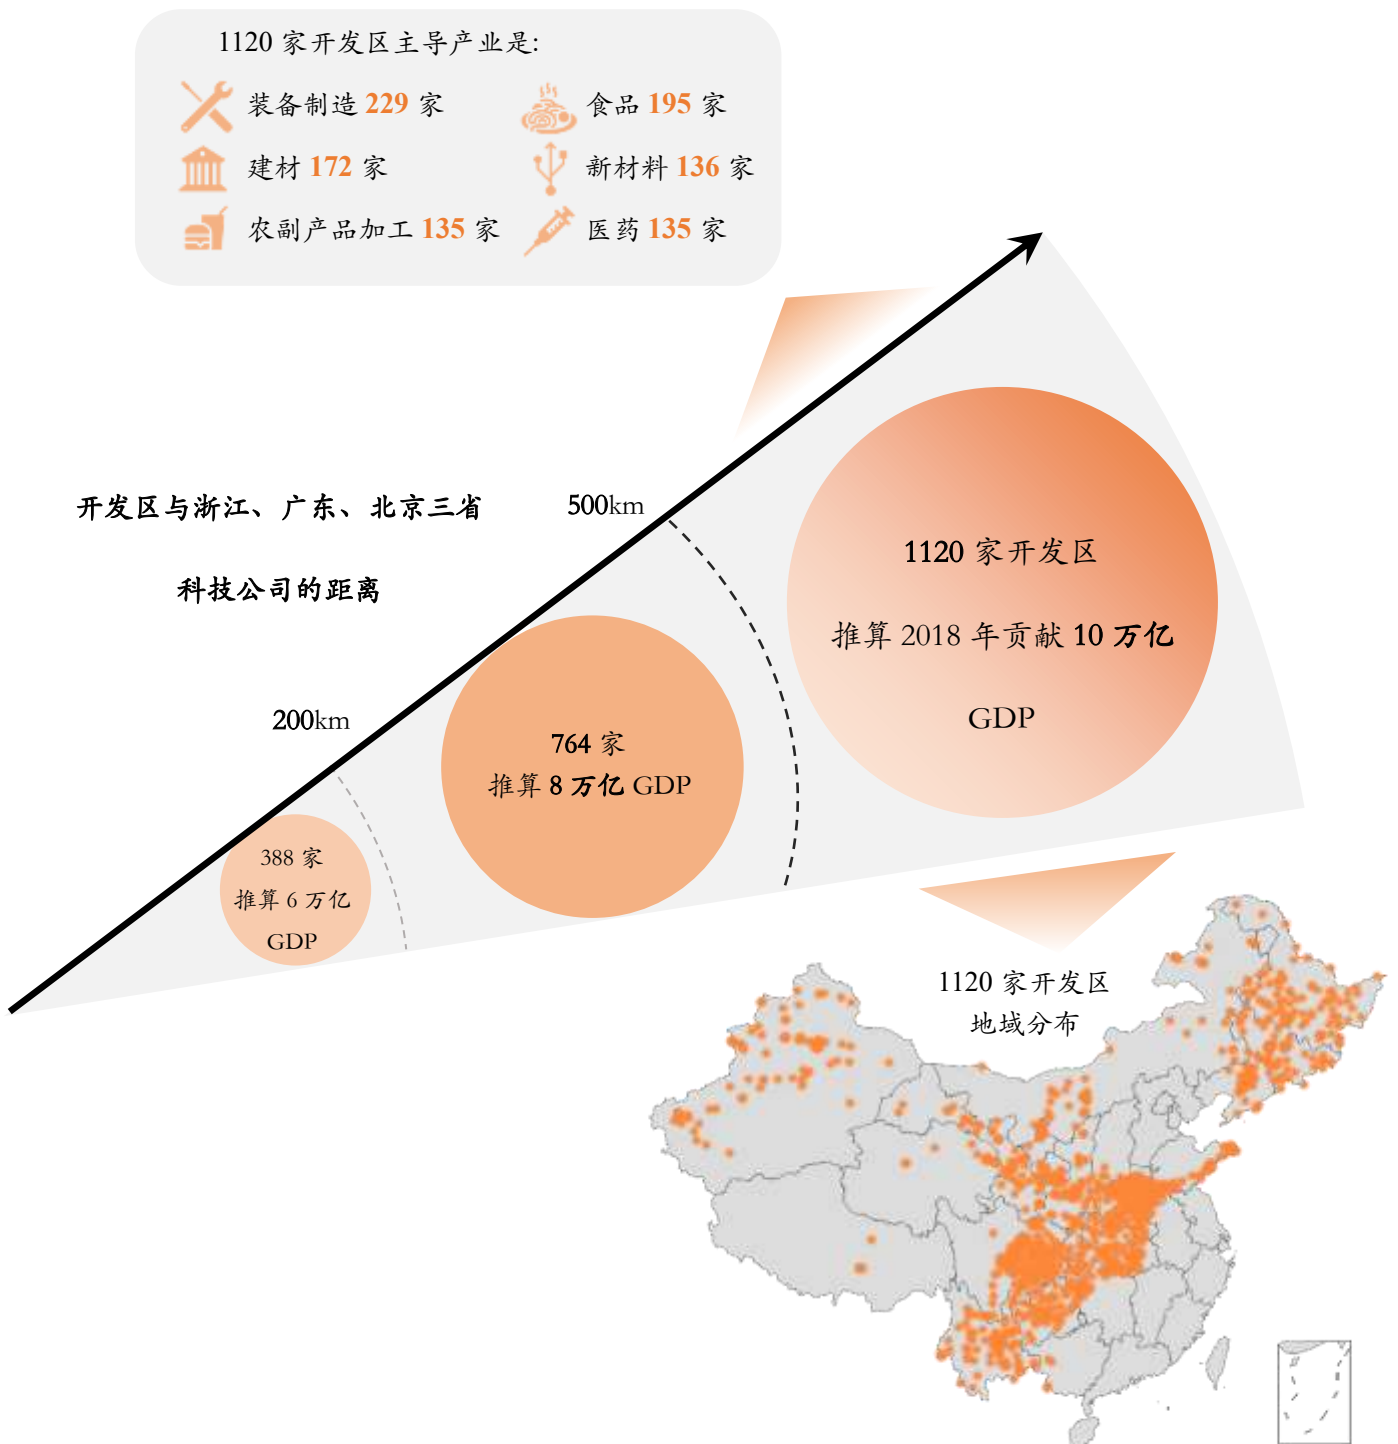 1120 家开发区主导产业是:
装备制造 229 家
食品 195 家
建材 172 家
新材料 136 家
农副产品加工 135 家
医药 135 家
开发区与浙江、广东、北京三省
科技公司的距离
500km
200km
1120 家开发区
推算 2018 年贡献 10 万亿
GDP
764 家
推算 8 万亿 GDP
388 家
推算 6 万亿
GDP
1120 家开发区
地域分布